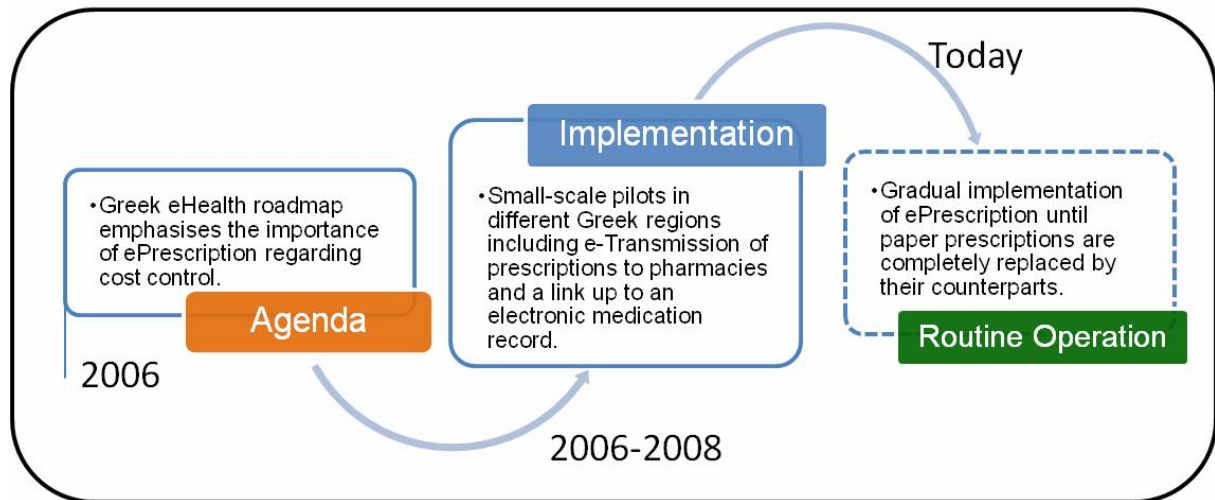 •Greek eHealth roadmap
emphasises the importance
of ePrescription regarding
cost control.
Agenda
2006
Implementation
•Small-scale pilots in
different Greek regions
including e-Transmission of
prescriptions to pharmacies
and a link up to an
electronic medication
record.
2006-2008
Today
•Gradual implementation
of ePrescription until
paper prescriptions are
completely replaced by
their counterparts.
Routine Operation